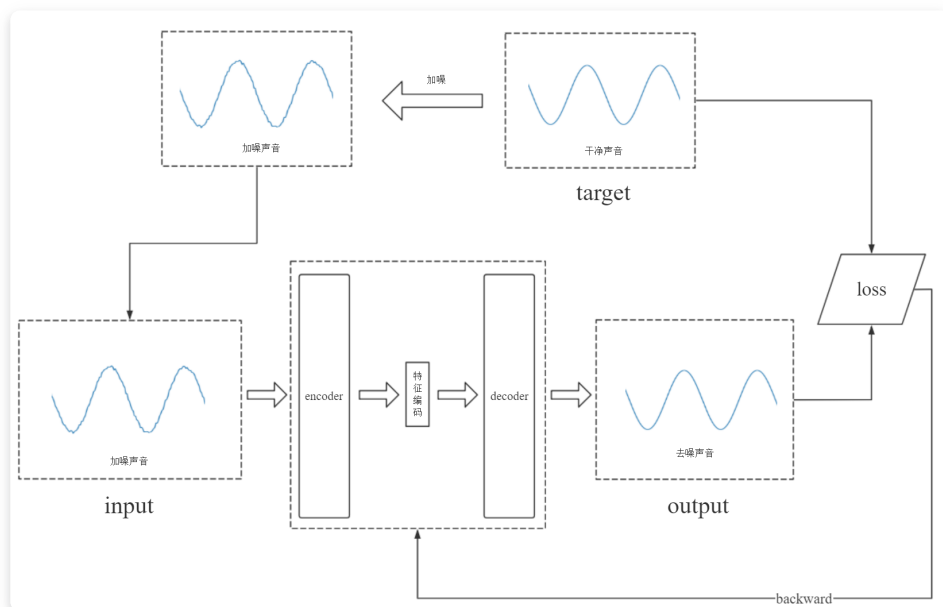 加噪
加噪声音
干净声音
target
loss
encoder
特征编码
decoder
加噪声音
去噪声音
input
output
backward